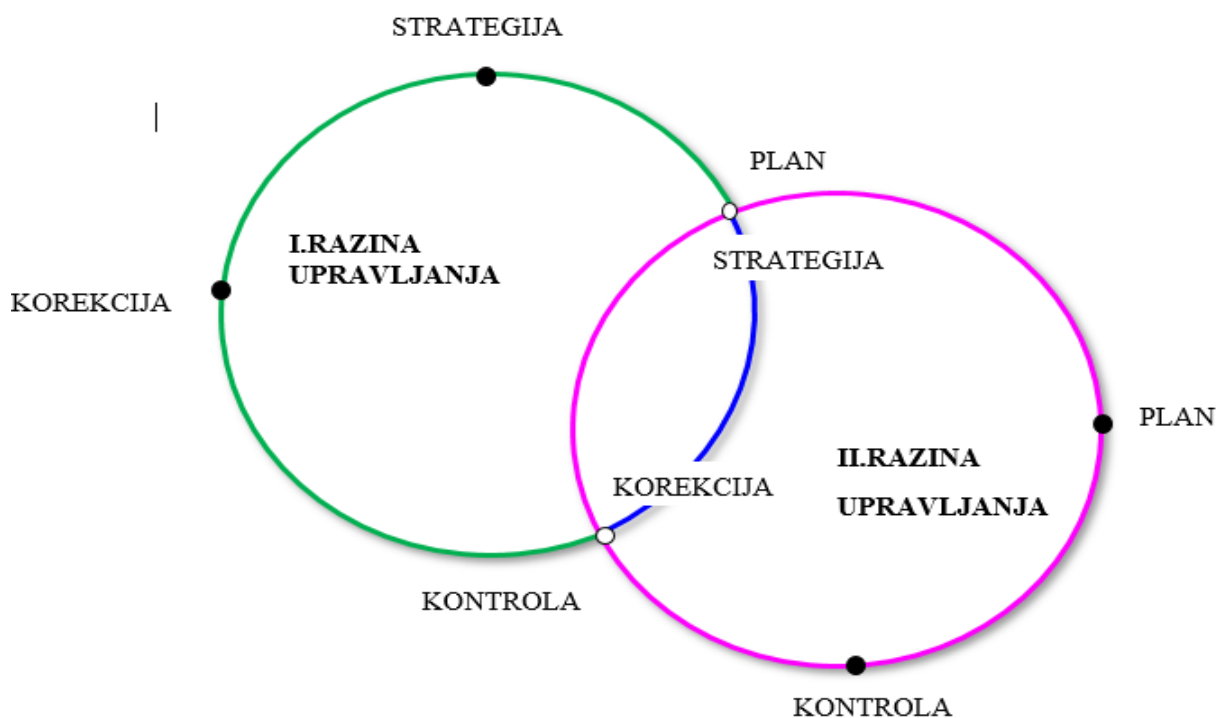 STRATEGIJA
PLAN
I.RAZINA
UPRAVLJANJA
STRATEGIJA
KOREKCIJA
PLAN
II.RAZINA
UPRAVLJANJA
KOREKCIJA
KONTROLA
KONTROLA